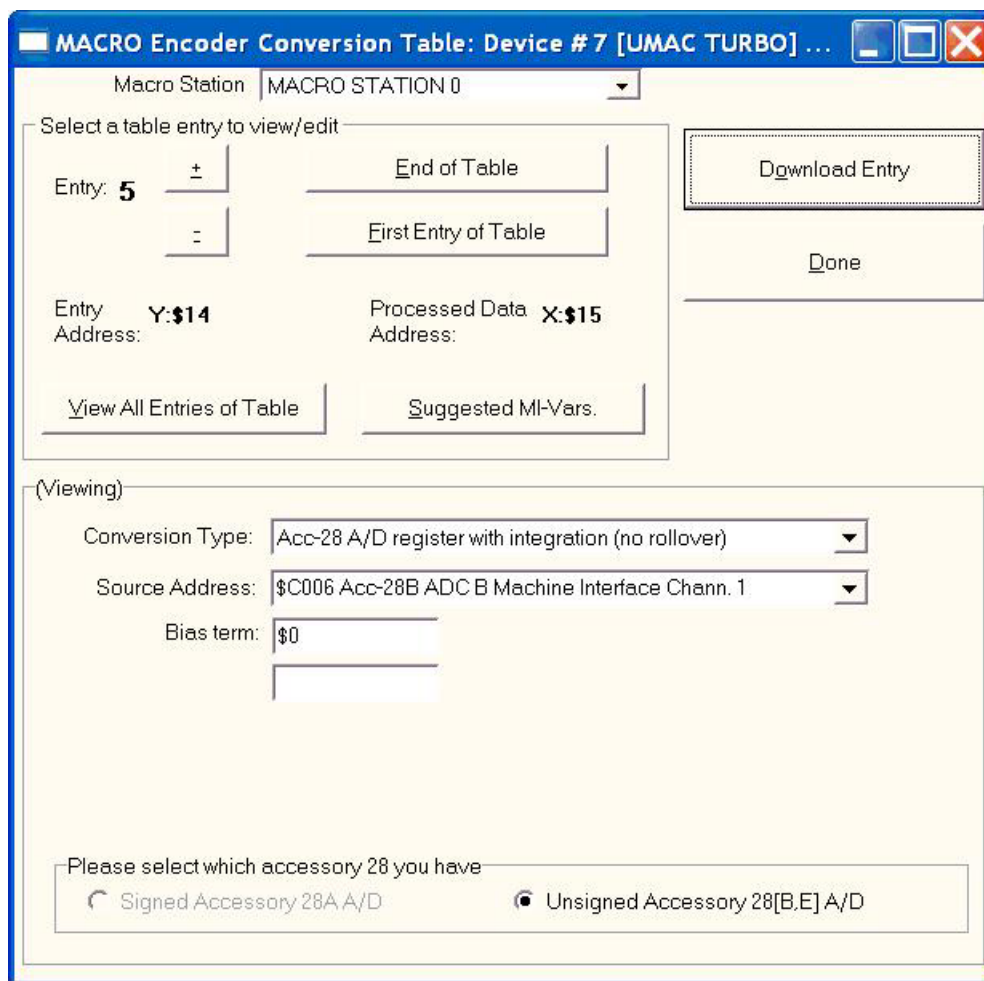 MACRO Encoder Conversion Table: Device # 7 [UMAC TURBO] ...
Macro Station MACRO STATION 0
Select a table entry to view/edit
Entry: 5 + End of Table Download Entry
- First Entry of Table Done
Entry Address: Y:$14 Processed Data Address: X:$15
View All Entries of Table Suggested MI-Vars.
(Viewing)
Conversion Type: Acc-28 A/D register with integration (no rollover)
Source Address: $C006 Acc-28B ADC B Machine Interface Chann. 1
Bias term: $0
Please select which accessory 28 you have
Signed Accessory 28A A/D Unsigned Accessory 28[B,E] A/D